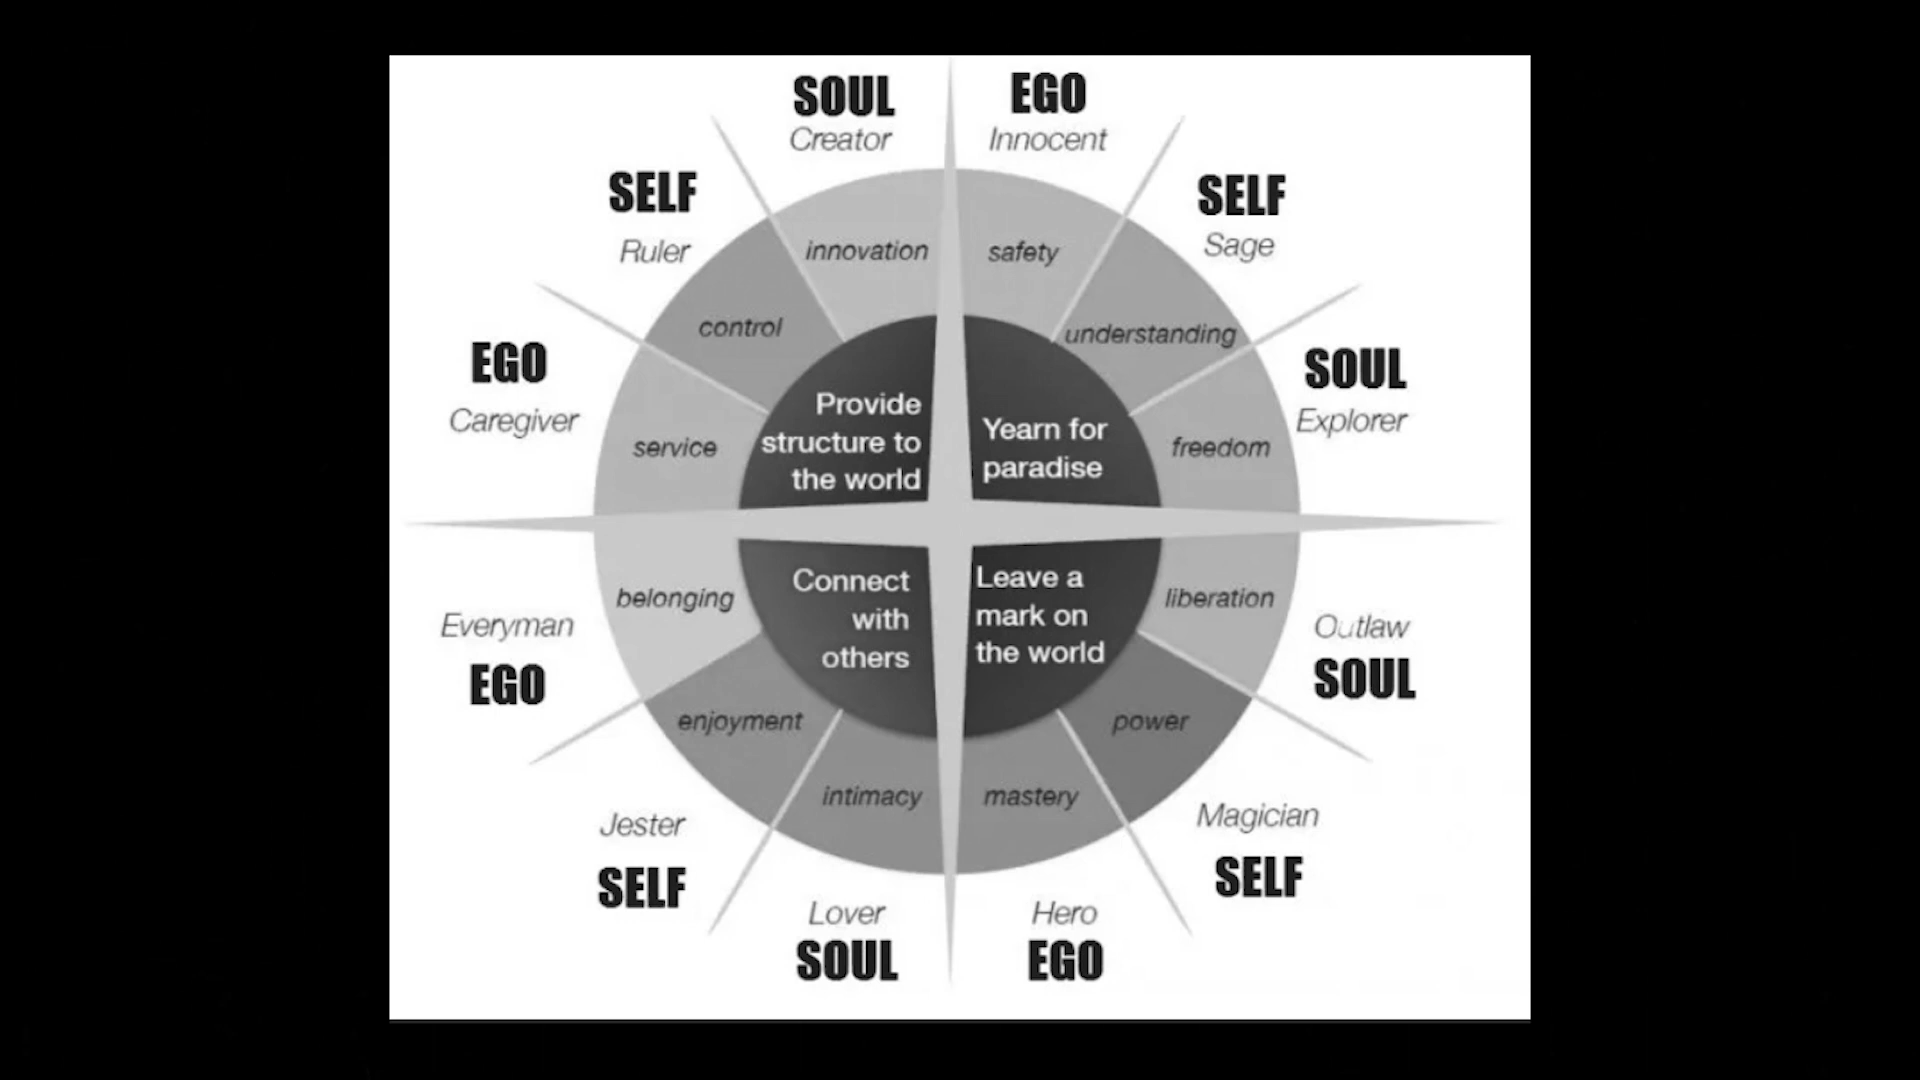 SOUL
Creator
EGO
Innocent
SELF
Ruler
SELF
Sage
EGO
Caregiver
SOUL
Explorer
innovation
safety
control
understanding
service
freedom
Provide
structure to
the world
Yearn for
paradise
Connect
with
others
Leave a
mark on
the world
belonging
liberation
enjoyment
power
intimacy
mastery
Everyman
EGO
Outlaw
SOUL
Jester
SELF
Magician
SELF
Lover
SOUL
Hero
EGO